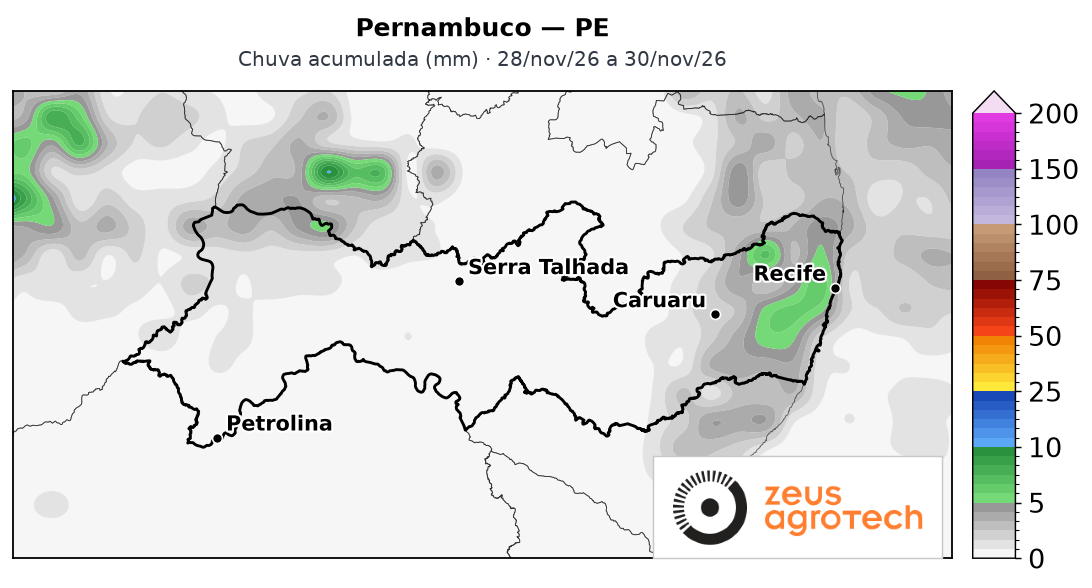 Pernambuco — PE
Chuva acumulada (mm) · 28/nov/26 a 30/nov/26
200
150
100
75
50
25
10
5
0
Serra Talhada
Recife
Caruaru
Petrolina
zeus
agrotech